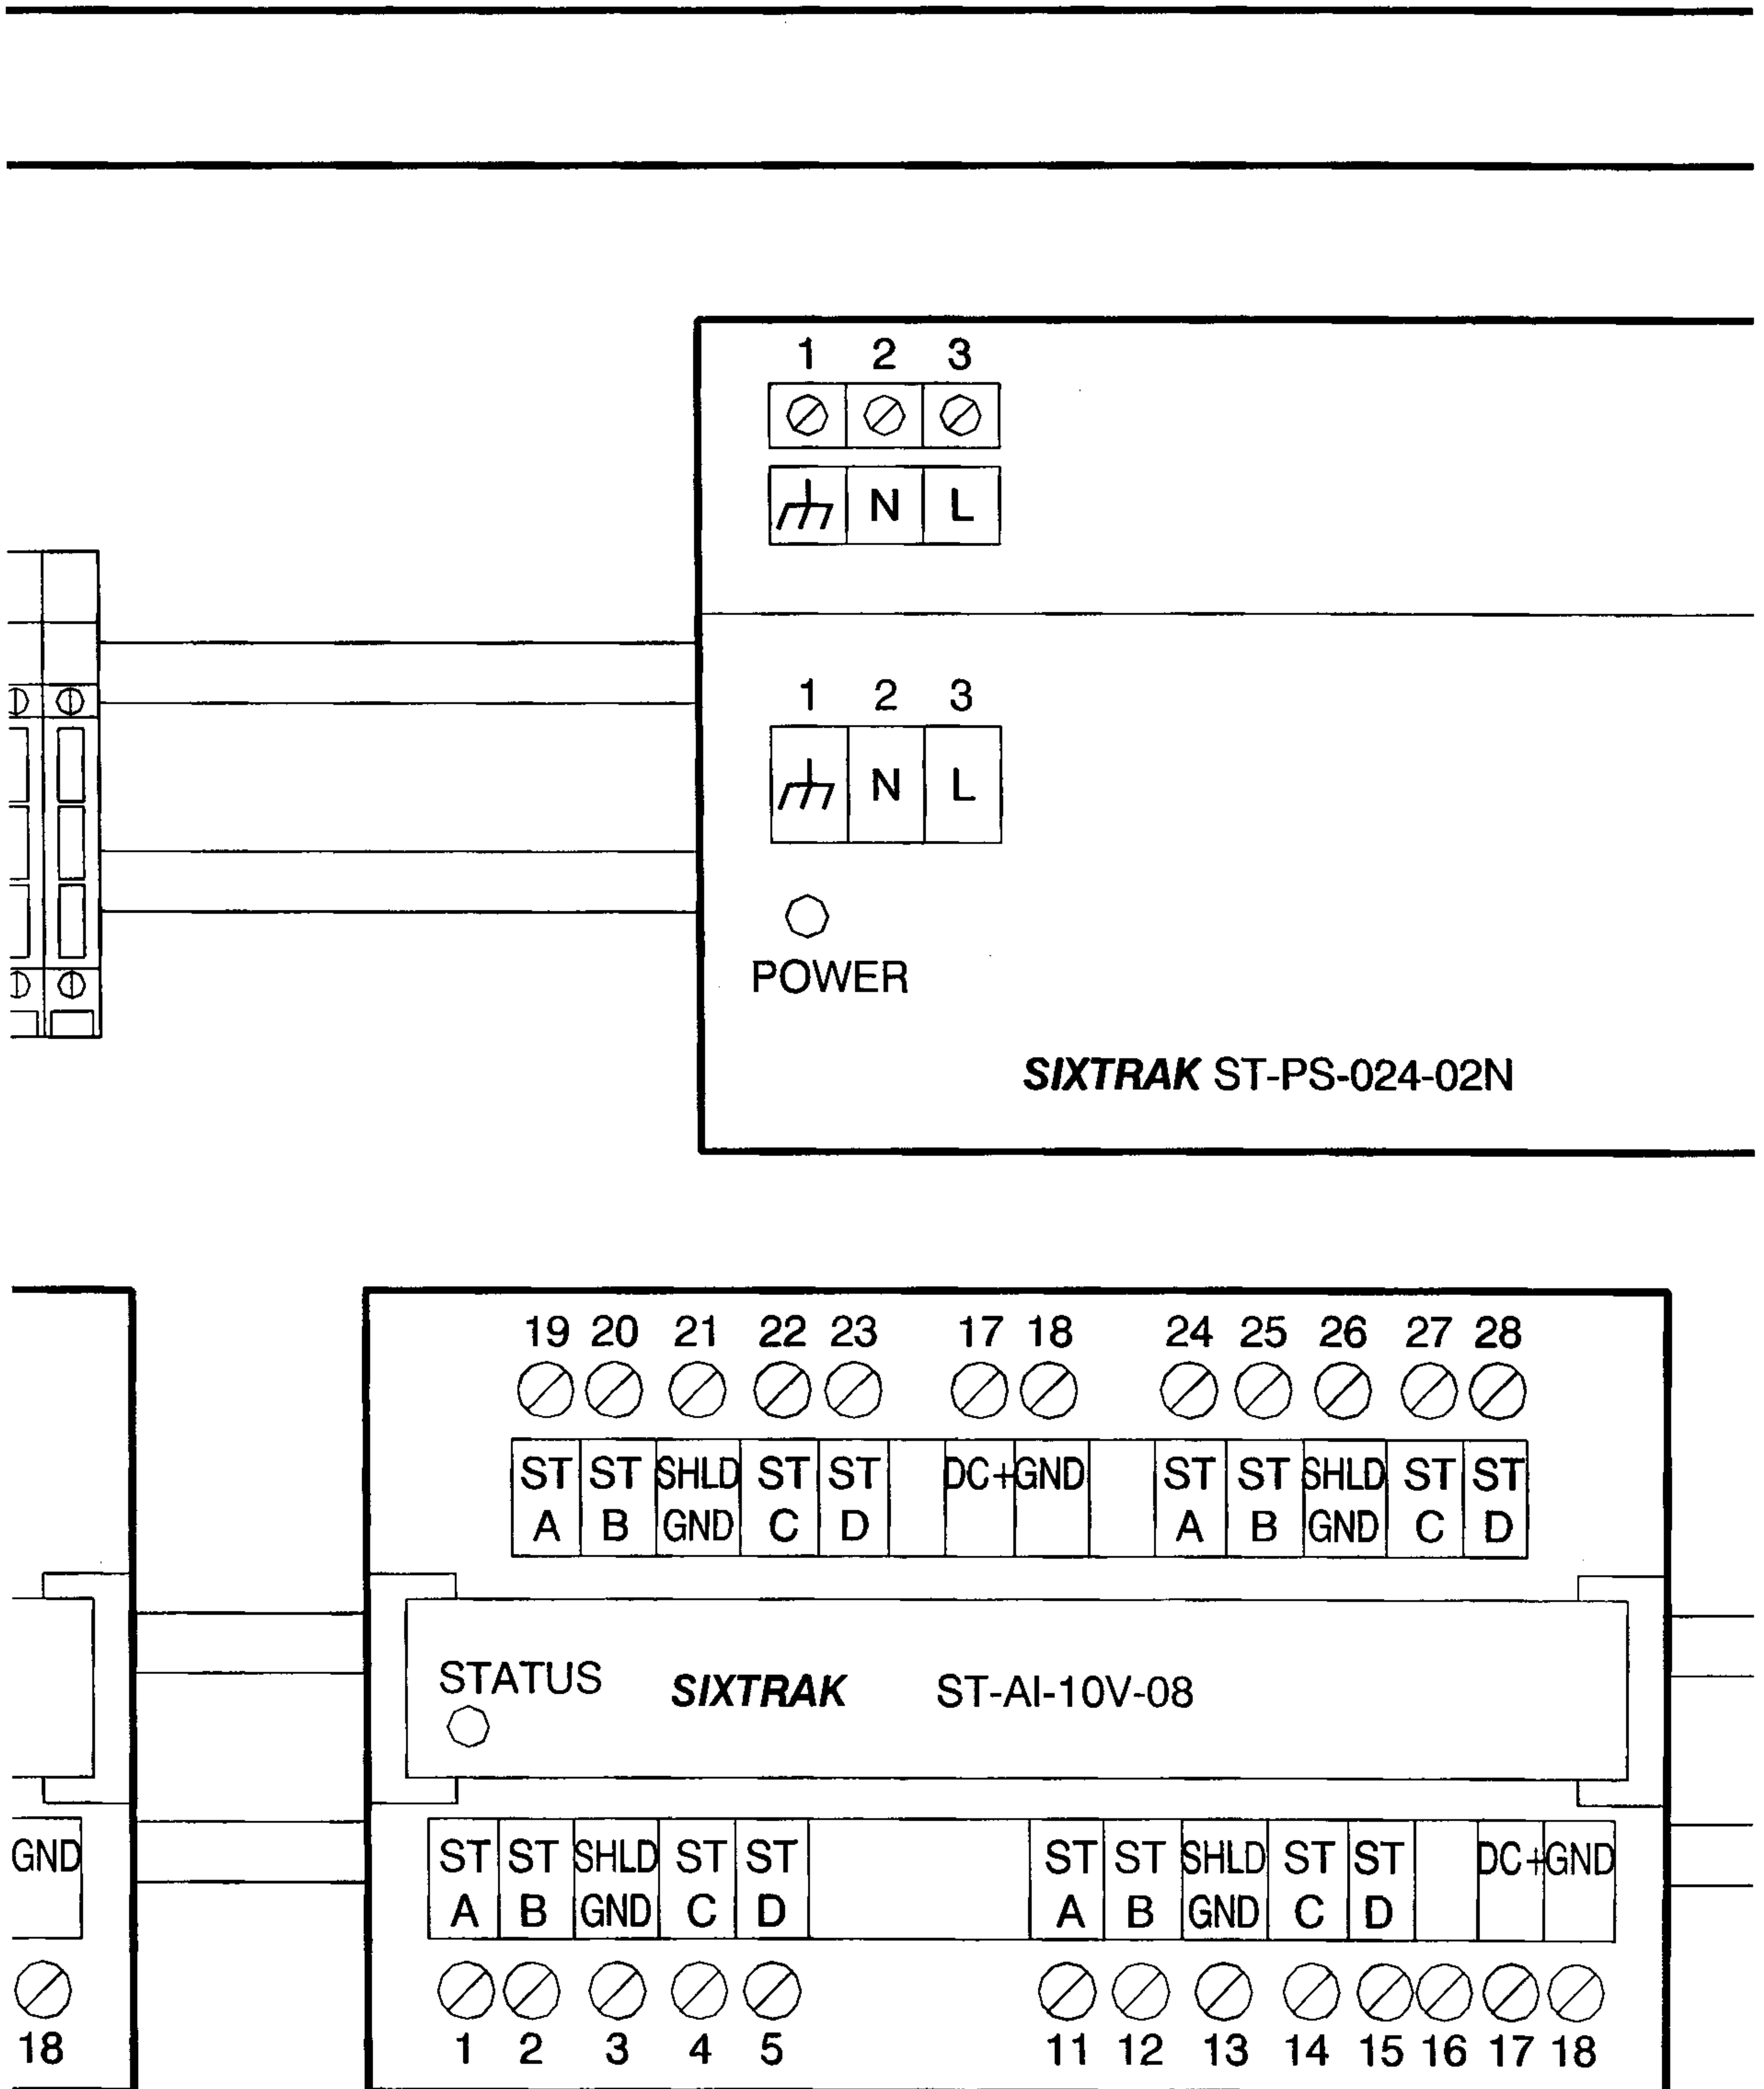 1 2 3
N L
1 2 3
N L
POWER
SIXTRAK ST-PS-024-02N
19 20 21 22 23 17 18 24 25 26 27 28
ST ST SHLD ST ST DC+ GND ST ST SHLD ST ST
A B GND C D A B GND C D
STATUS SIXTRAK ST-AI-10V-08
GND ST ST SHLD ST ST ST ST SHLD ST ST DC+ GND
A B GND C D A B GND C D
18 1 2 3 4 5 11 12 13 14 15 16 17 18